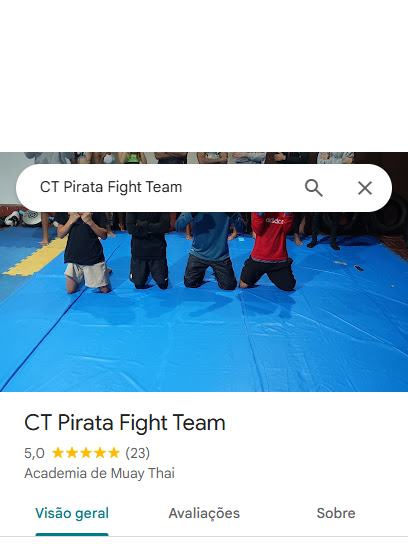 CT Pirata Fight Team
adidas
CT Pirata Fight Team
5,0 ★★★★★ (23)
Academia de Muay Thai
Visão geral Avaliações Sobre